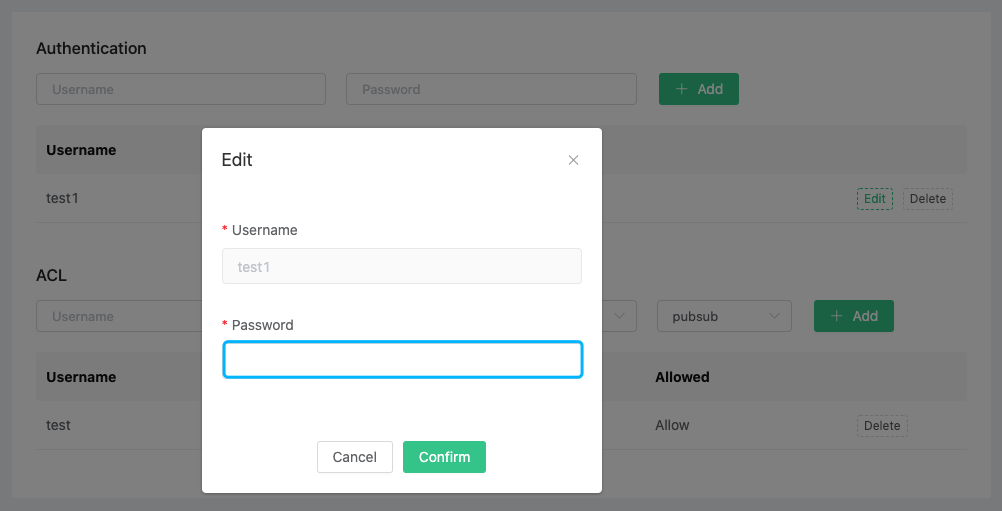 Authentication
Username
Password
+ Add
Username
test1
Edit
Delete
Edit
* Username
test1
* Password
Cancel
Confirm
ACL
Username
pubsub
+ Add
Username
Allowed
test
Allow
Delete